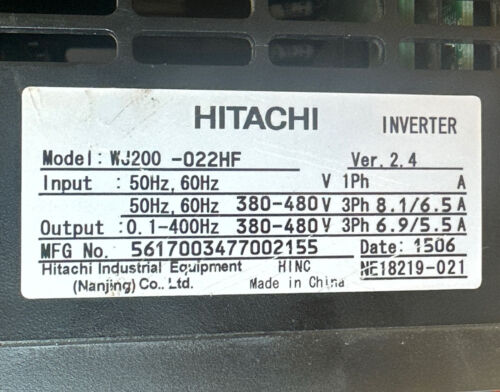 HITACHI INVERTER
Model: WJ200 -022HF Ver. 2.4
Input : 50Hz, 60Hz V 1Ph A
50Hz, 60Hz 380-480 V 3Ph 8.1/6.5 A
Output : 0.1-400Hz 380-480 V 3Ph 6.9/5.5 A
MFG No. 5617003477002155 Date: 1506
Hitachi Industrial Equipment HINC NE18219-021
(Nanjing) Co., Ltd. Made in China